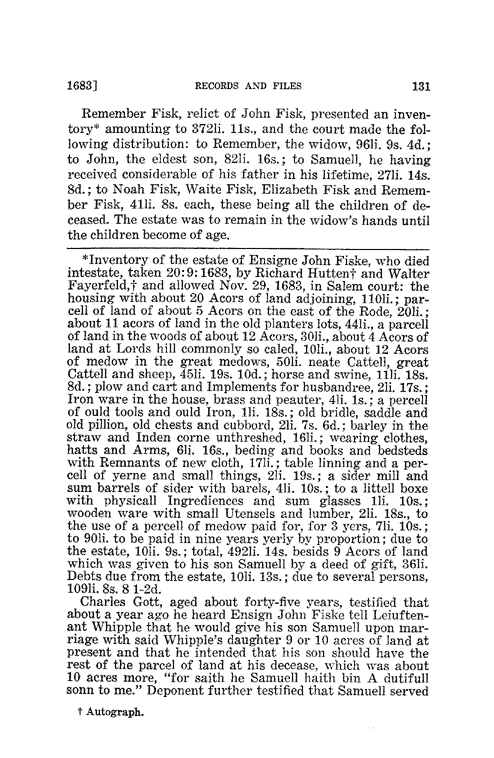 1683] RECORDS AND FILES 131
Remember Fisk, relict of John Fisk, presented an inven-
tory* amounting to 372li. 11s., and the court made the fol-
lowing distribution: to Remember, the widow, 96li. 9s. 4d.;
to John, the eldest son, 82li. 16s.; to Samuell, he having
received considerable of his father in his lifetime, 27li. 14s.
8d.; to Noah Fisk, Waite Fisk, Elizabeth Fisk and Remem-
ber Fisk, 41li. 8s. each, these being all the children of de-
ceased. The estate was to remain in the widow's hands until
the children become of age.
*Inventory of the estate of Ensigne John Fiske, who died
intestate, taken 20:9:1683, by Richard Hutten† and Walter
Fayerfeld,† and allowed Nov. 29, 1683, in Salem court: the
housing with about 20 Acors of land adjoining, 110li.; par-
cell of land of about 5 Acors on the east of the Rode, 20li.;
about 11 acors of land in the old planters lots, 44li., a parcell
of land in the woods of about 12 Acors, 30li., about 4 Acors of
land at Lords hill commonly so caled, 10li., about 12 Acors
of medow in the great medows, 50li. neate Cattell, great
Cattell and sheep, 45li. 19s. 10d.; horse and swine, 11li. 18s.
8d.; plow and cart and Implements for husbandree, 2li. 17s.;
Iron ware in the house, brass and peauter, 4li. 1s.; a percell
of ould tools and ould Iron, 1li. 18s.; old bridle, saddle and
old pillion, old chests and cubbord, 2li. 7s. 6d.; barley in the
straw and Inden corne unthreshed, 16li.; wearing clothes,
hatts and Arms, 6li. 16s., beding and books and bedsteds
with Remnants of new cloth, 17li.; table linning and a per-
cell of yerne and small things, 2li. 19s.; a sider mill and
sum barrels of sider with barels, 4li. 10s.; to a littell boxe
with physicall Ingrediences and sum glasses 1li. 10s.;
wooden ware with small Utensels and lumber, 2li. 18s., to
the use of a percell of medow paid for, for 3 yers, 7li. 10s.;
to 90li. to be paid in nine years yerly by proportion; due to
the estate, 10li. 9s.; total, 492li. 14s. besids 9 Acors of land
which was given to his son Samuell by a deed of gift, 36li.
Debts due from the estate, 10li. 13s.; due to several persons,
109li. 8s. 8 1-2d.
Charles Gott, aged about forty-five years, testified that
about a year ago he heard Ensign John Fiske tell Leiuften-
ant Whipple that he would give his son Samuell upon mar-
riage with said Whipple's daughter 9 or 10 acres of land at
present and that he intended that his son should have the
rest of the parcel of land at his decease, which was about
10 acres more, "for saith he Samuell haith bin A dutifull
sonn to me." Deponent further testified that Samuell served
† Autograph.